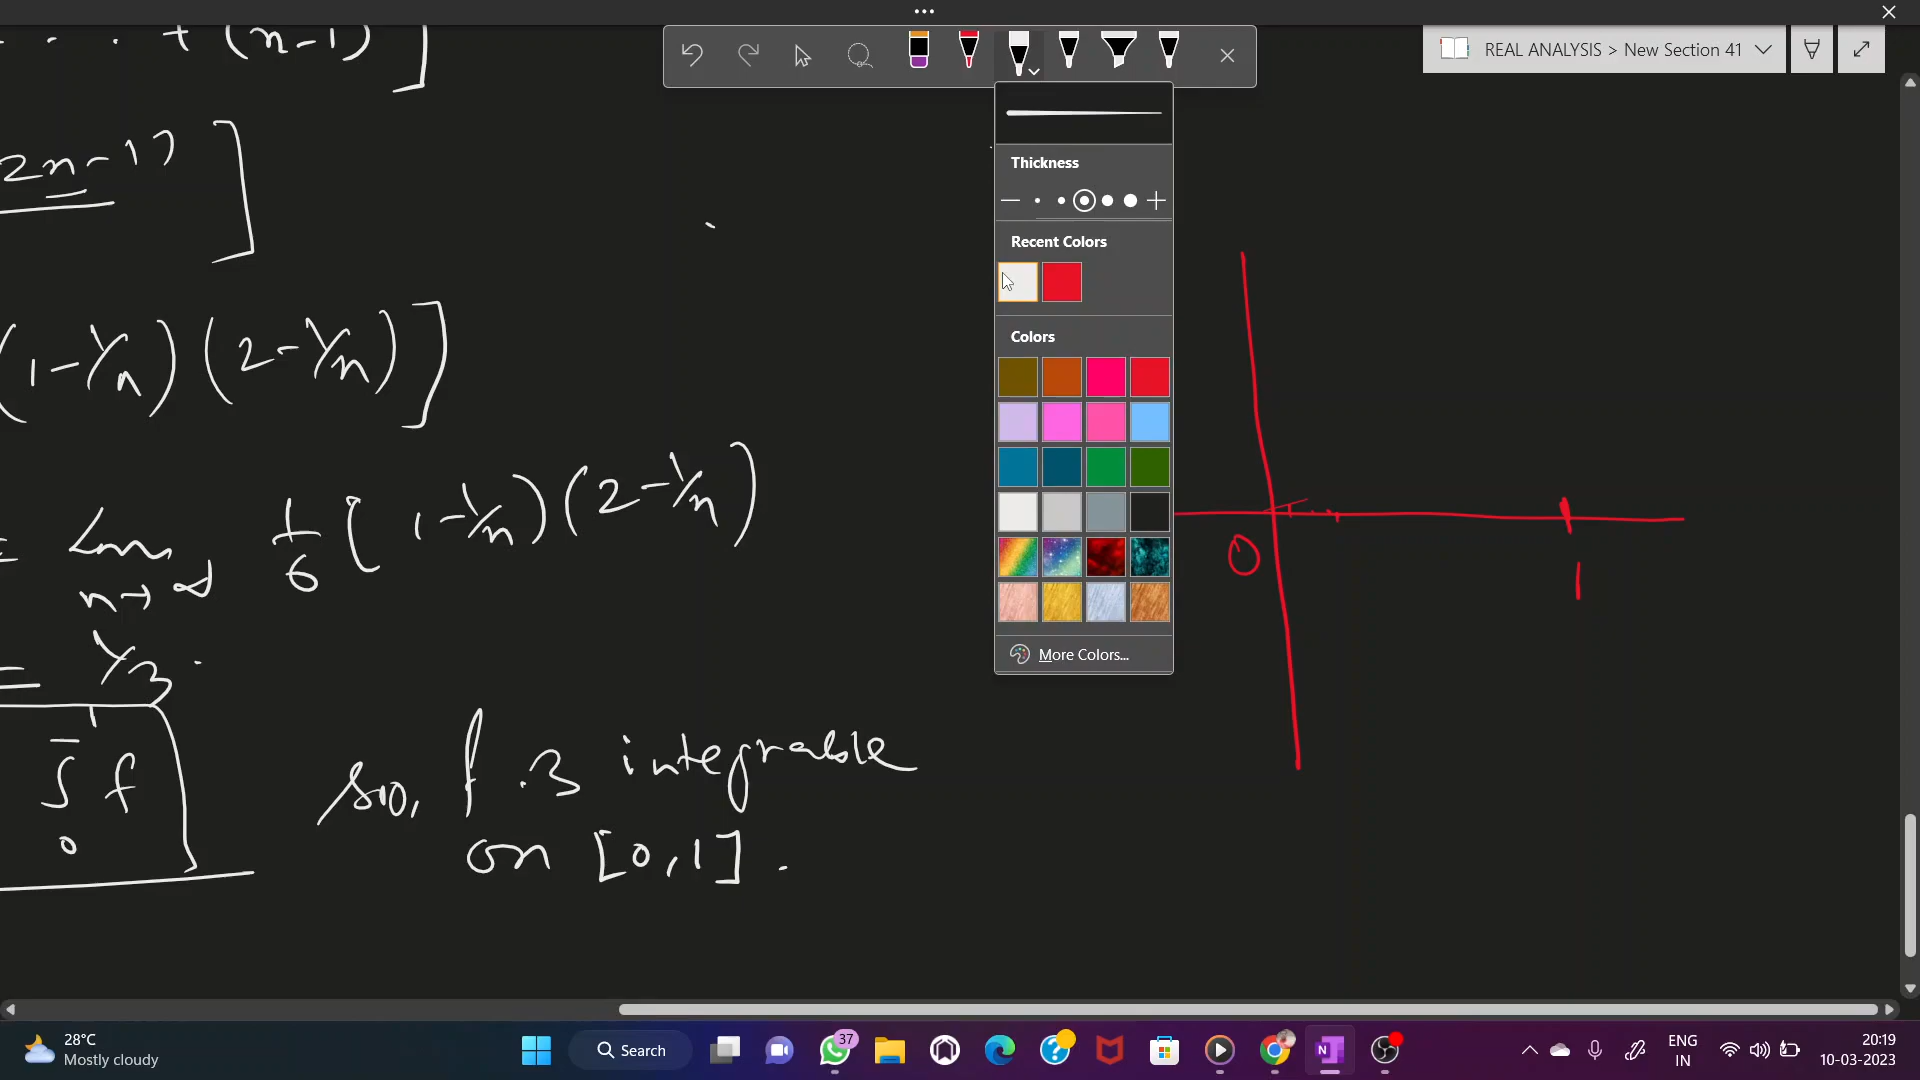 REAL ANALYSIS > New Section 41
. . . + (n-1) ]
2n-1) ]
(1-1/n) (2-1/n) ]
= Lim n→∞ 1/6 ( 1-1/n) (2-1/n)
= 1/3.
∫ f
0
1
so, f is integrable
on [0,1].
Thickness
Recent Colors
Colors
More Colors...
0
1
28°C
Mostly cloudy
Search
37
ENG
IN
20:19
10-03-2023